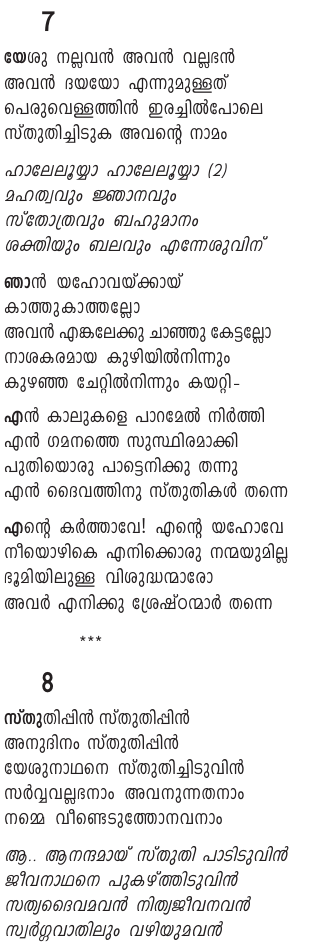 7
യേശു നല്ലവൻ അവൻ വല്ലഭൻ
അവൻ ദയയോ എന്നുമുള്ളത്
പെരുവെള്ളത്തിൻ ഇരച്ചിൽപോലെ
സ്തുതിച്ചിടുക അവന്റെ നാമം
ഹാലേലൂയ്യാ ഹാലേലൂയ്യാ (2)
മഹത്വവും ജ്ഞാനവും
സ്തോത്രവും ബഹുമാനം
ശക്തിയും ബലവും എന്നേശുവിന്
ഞാൻ യഹോവയ്ക്കായ്
കാത്തുകാത്തല്ലോ
അവൻ എങ്കലേക്കു ചാഞ്ഞു കേട്ടല്ലോ
നാശകരമായ കുഴിയിൽനിന്നും
കുഴഞ്ഞ ചേറ്റിൽനിന്നും കയറ്റി-
എൻ കാലുകളെ പാറമേൽ നിർത്തി
എൻ ഗമനത്തെ സുസ്ഥിരമാക്കി
പുതിയൊരു പാട്ടെനിക്കു തന്നു
എൻ ദൈവത്തിനു സ്തുതികൾ തന്നെ
എന്റെ കർത്താവേ! എന്റെ യഹോവേ
നീയൊഴികെ എനിക്കൊരു നന്മയുമില്ല
ഭൂമിയിലുള്ള വിശുദ്ധന്മാരോ
അവർ എനിക്കു ശ്രേഷ്ഠന്മാർ തന്നെ
***
8
സ്തുതിപ്പിൻ സ്തുതിപ്പിൻ
അനുദിനം സ്തുതിപ്പിൻ
യേശുനാഥനെ സ്തുതിച്ചിടുവിൻ
സർവ്വവല്ലഭനാം അവനുന്നതനാം
നമ്മെ വീണ്ടെടുത്തോനവനാം
ആ.. ആനന്ദമായ് സ്തുതി പാടിടുവിൻ
ജീവനാഥനെ പുകഴ്ത്തിടുവിൻ
സത്യദൈവമവൻ നിത്യജീവനവൻ
സ്വർഗ്ഗവാതിലും വഴിയുമവൻ